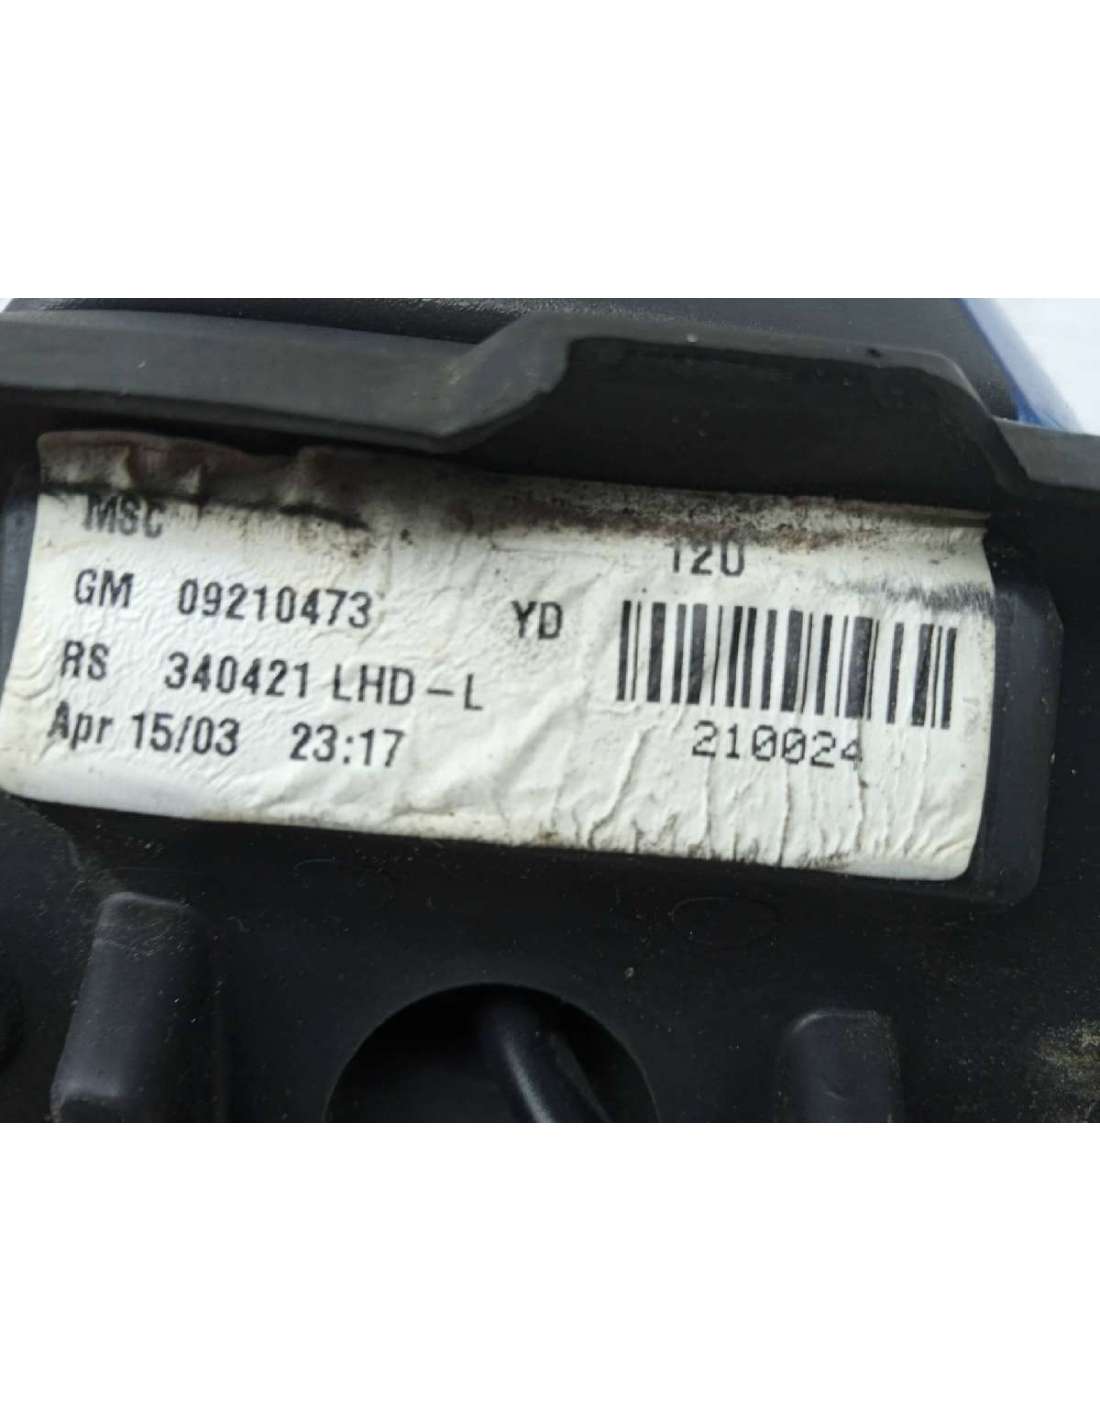 MSC 120
GM 09210473 YD
RS 340421 LHD-L
Apr 15/03 23:17
210024